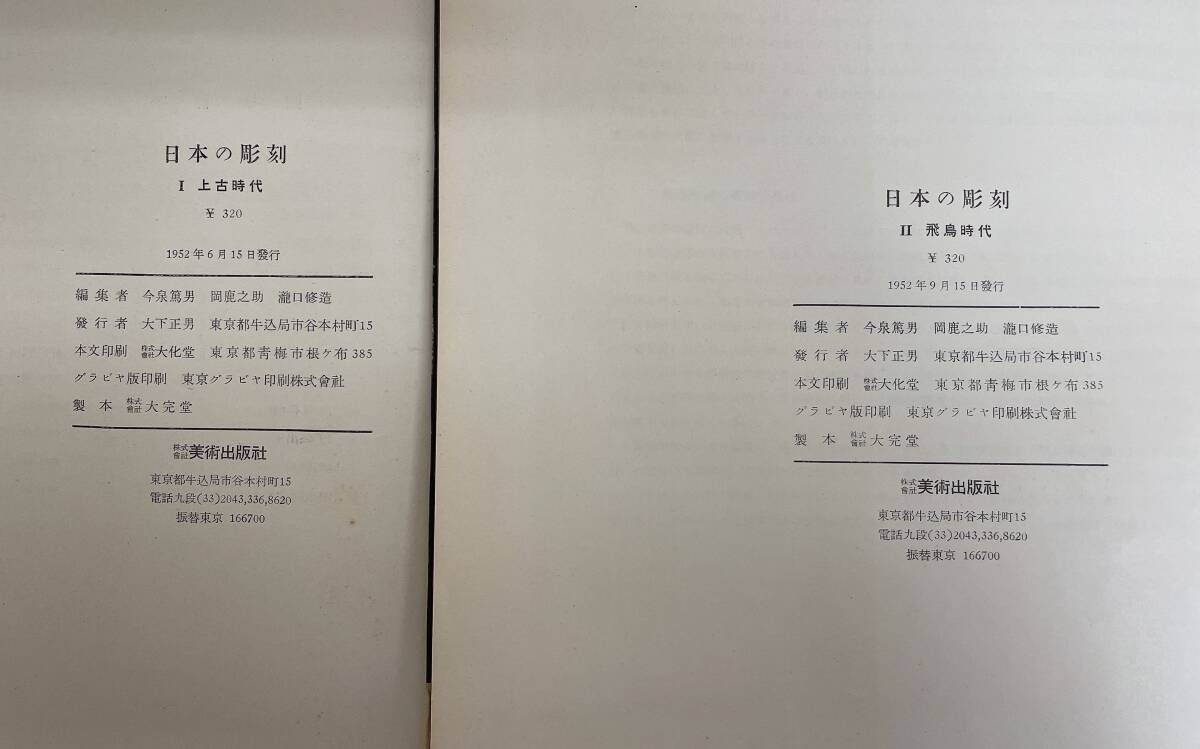 日本の彫刻
I 上古時代
¥ 320
1952年6月15日發行
編集者 今泉篤男 岡鹿之助 瀧口修造
發行者 大下正男 東京都牛込局市谷本村町15
本文印刷 株式會社大化堂 東京都青梅市根ケ布385
グラビヤ版印刷 東京グラビヤ印刷株式會社
製本 株式會社大完堂
株式會社美術出版社
東京都牛込局市谷本村町15
電話九段(33)2043,336,8620
振替東京 166700
日本の彫刻
II 飛鳥時代
¥ 320
1952年9月15日發行
編集者 今泉篤男 岡鹿之助 瀧口修造
發行者 大下正男 東京都牛込局市谷本村町15
本文印刷 株式會社大化堂 東京都青梅市根ケ布385
グラビヤ版印刷 東京グラビヤ印刷株式會社
製本 株式會社大完堂
株式會社美術出版社
東京都牛込局市谷本村町15
電話九段(33)2043,336,8620
振替東京 166700